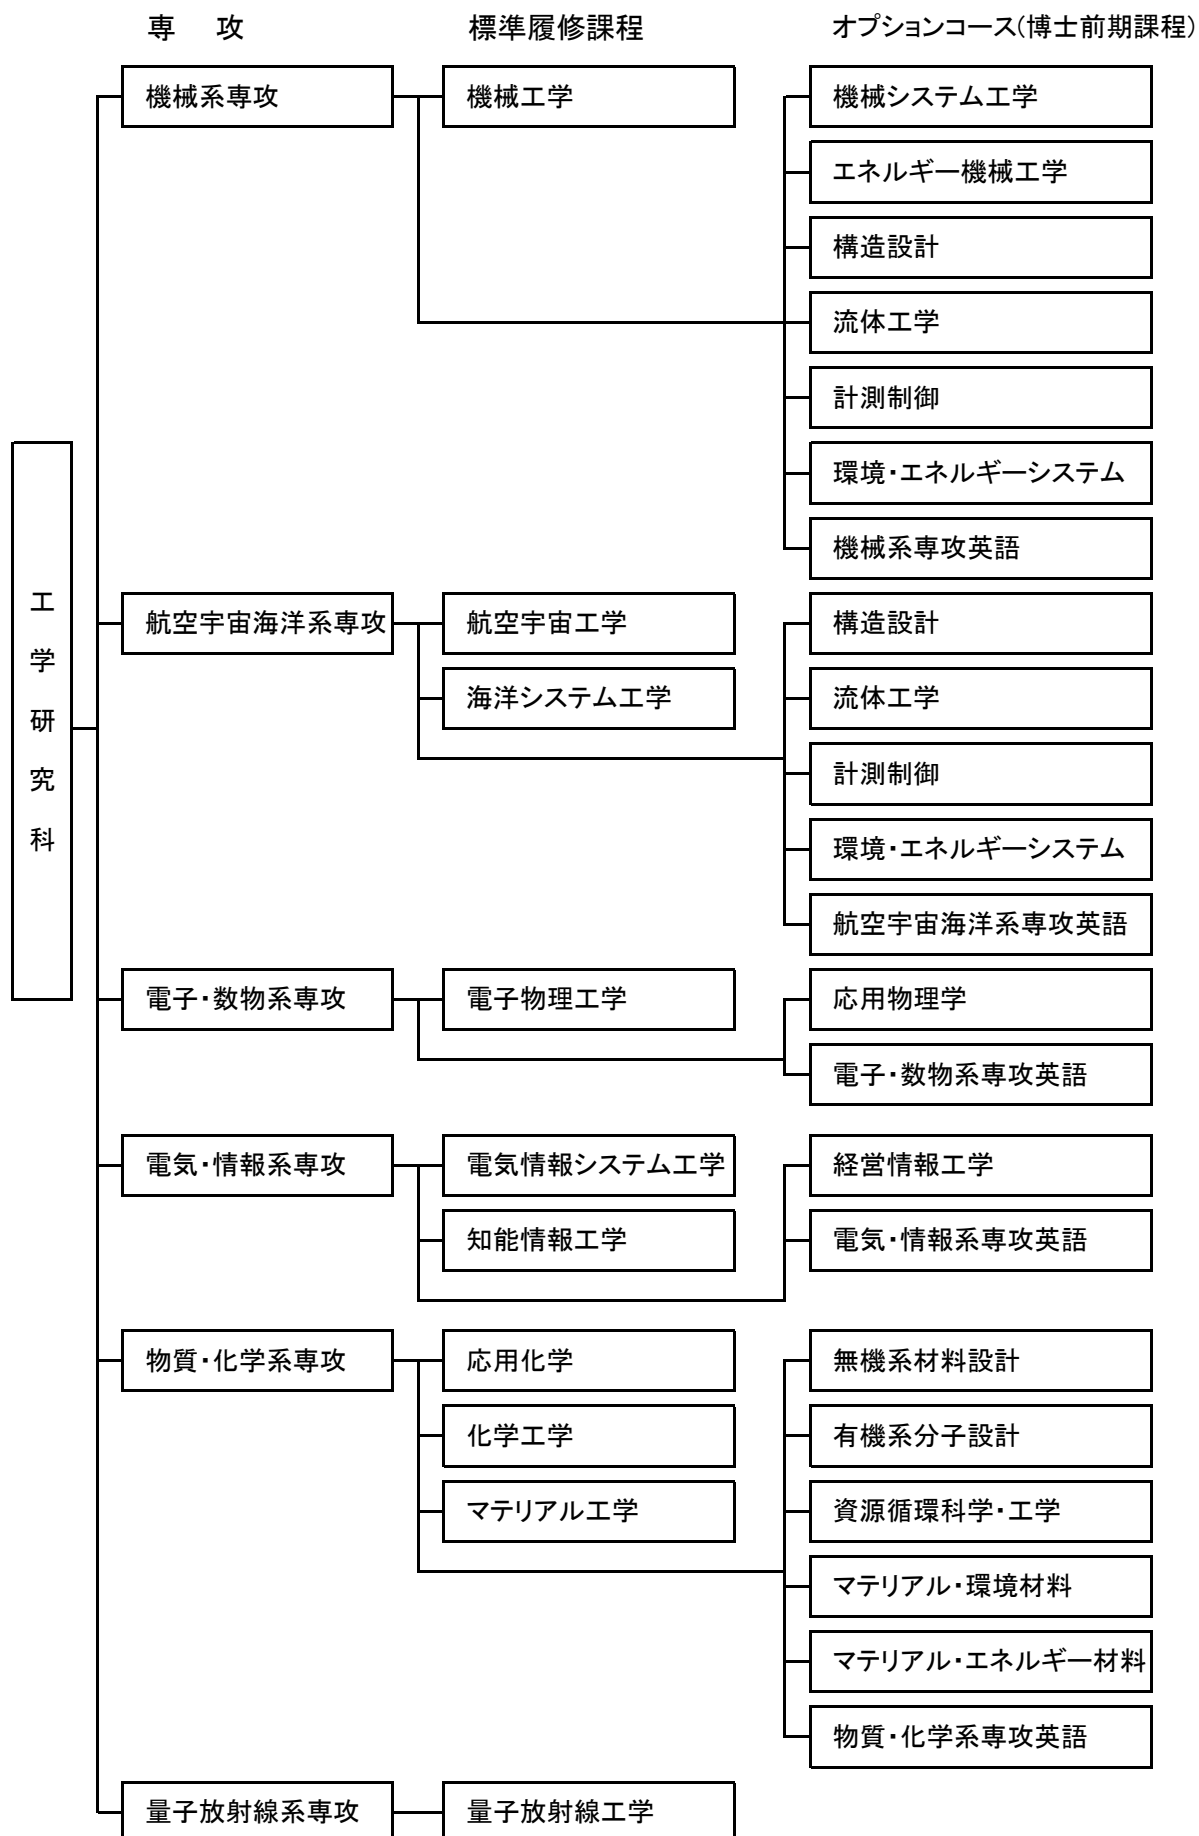 専 攻
標準履修課程
オプションコース(博士前期課程)
工学研究科
機械系専攻
機械工学
機械システム工学
エネルギー機械工学
構造設計
流体工学
計測制御
環境・エネルギーシステム
機械系専攻英語
航空宇宙海洋系専攻
航空宇宙工学
海洋システム工学
構造設計
流体工学
計測制御
環境・エネルギーシステム
航空宇宙海洋系専攻英語
電子・数物系専攻
電子物理工学
応用物理学
電子・数物系専攻英語
電気・情報系専攻
電気情報システム工学
知能情報工学
経営情報工学
電気・情報系専攻英語
物質・化学系専攻
応用化学
化学工学
マテリアル工学
無機系材料設計
有機系分子設計
資源循環科学・工学
マテリアル・環境材料
マテリアル・エネルギー材料
物質・化学系専攻英語
量子放射線系専攻
量子放射線工学